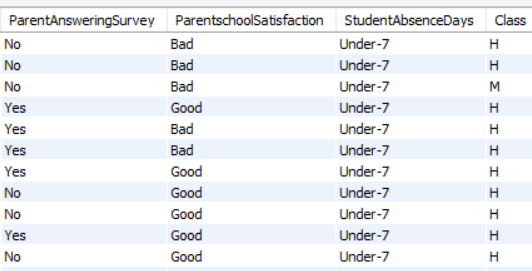 ParentAnsweringSurvey ParentschoolSatisfaction StudentAbsenceDays Class
No Bad Under-7 H
No Bad Under-7 H
No Bad Under-7 M
Yes Good Under-7 H
Yes Bad Under-7 H
Yes Bad Under-7 H
Yes Good Under-7 H
No Good Under-7 H
No Good Under-7 H
Yes Good Under-7 H
No Good Under-7 H